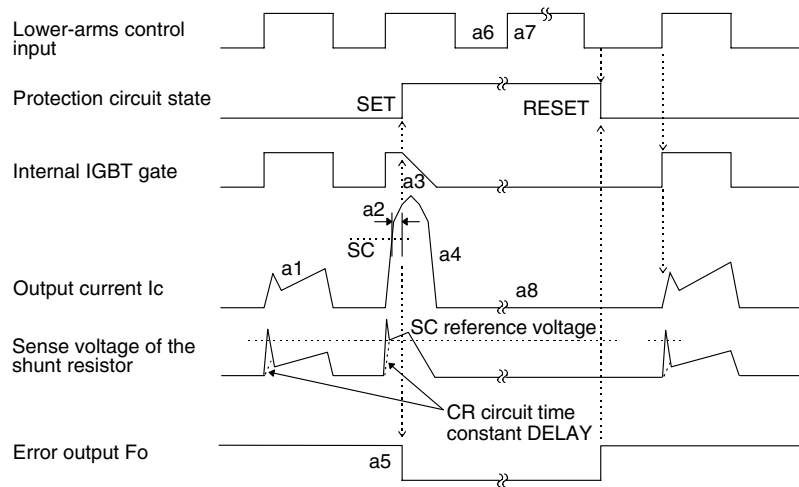 Lower-arms control
input
a6
a7
Protection circuit state
SET
RESET
Internal IGBT gate
a3
a2
SC
a4
a1
a8
Output current Ic
SC reference voltage
Sense voltage of the
shunt resistor
CR circuit time
constant DELAY
Error output Fo
a5